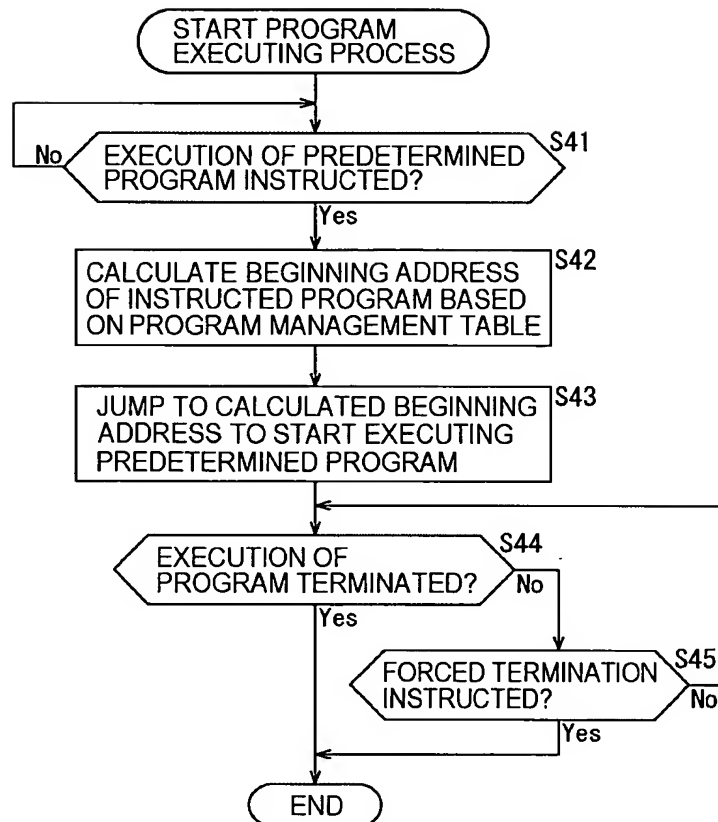 START PROGRAM
EXECUTING PROCESS
No
EXECUTION OF PREDETERMINED
PROGRAM INSTRUCTED?
S41
Yes
CALCULATE BEGINNING ADDRESS
OF INSTRUCTED PROGRAM BASED
ON PROGRAM MANAGEMENT TABLE
S42
JUMP TO CALCULATED BEGINNING
ADDRESS TO START EXECUTING
PREDETERMINED PROGRAM
S43
EXECUTION OF
PROGRAM TERMINATED?
S44
No
Yes
FORCED TERMINATION
INSTRUCTED?
S45
No
Yes
END